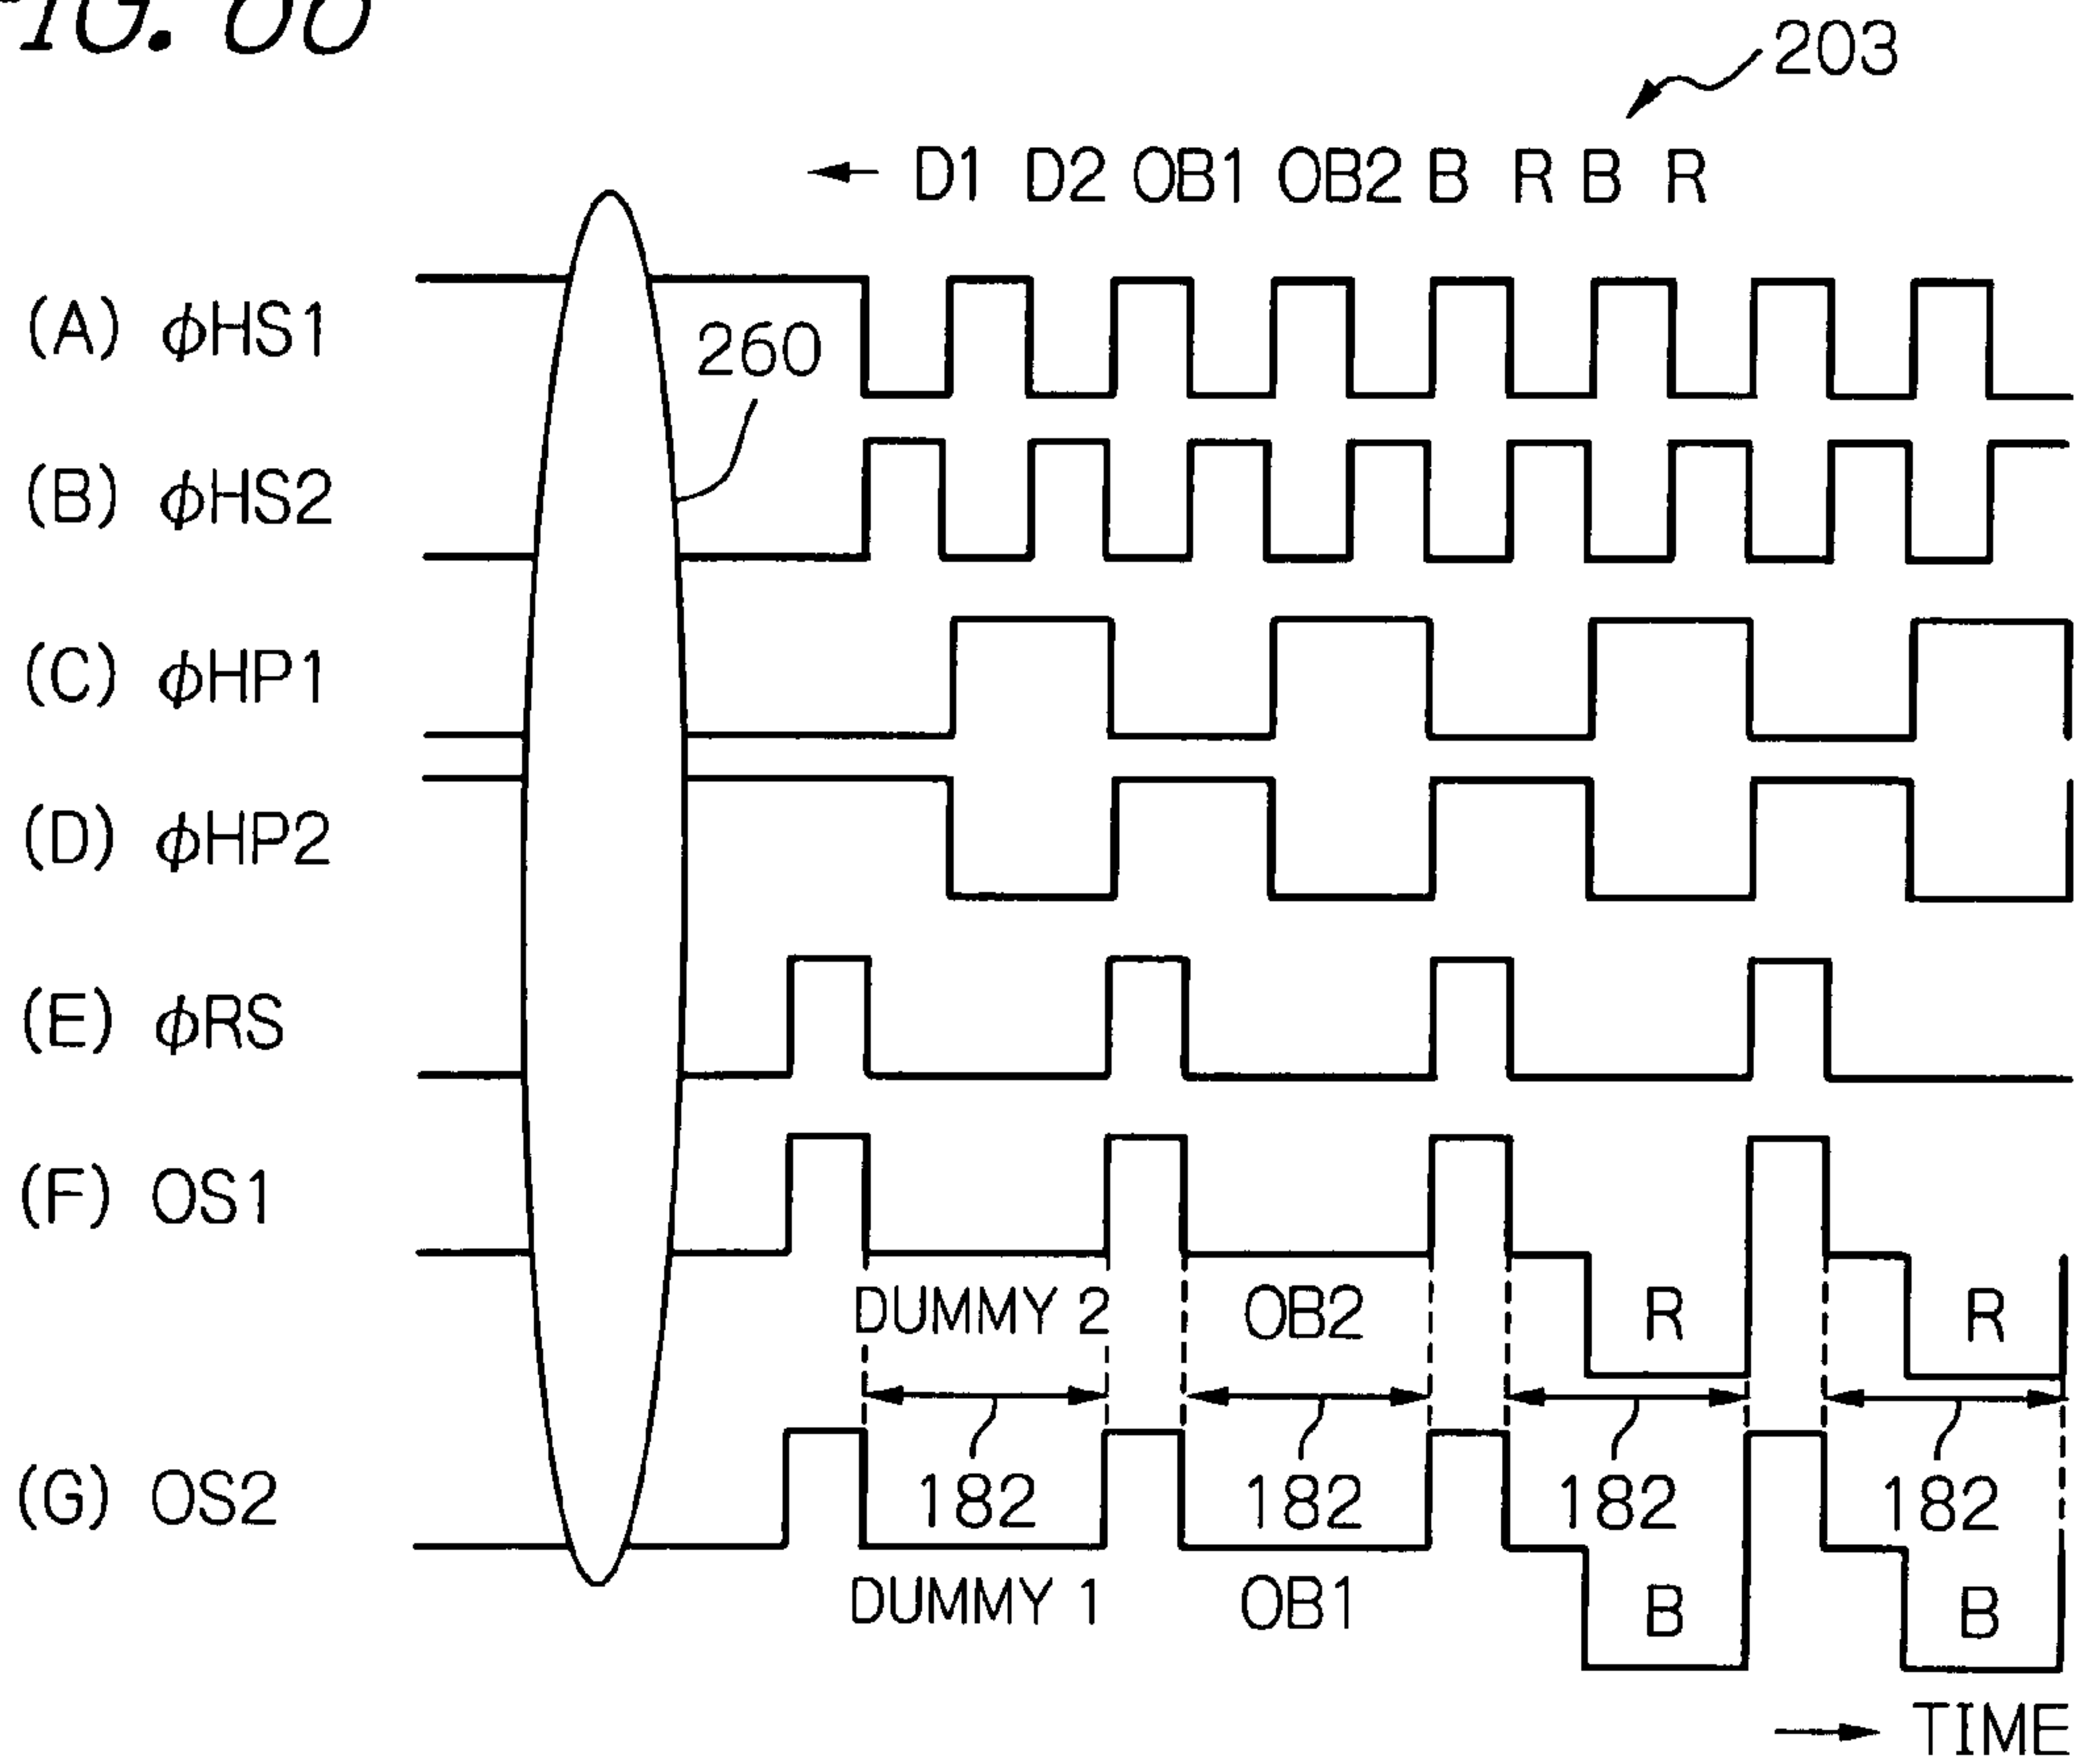 203
← D1 D2 OB1 OB2 B R B R
(A) ϕHS1
260
(B) ϕHS2
(C) ϕHP1
(D) ϕHP2
(E) ϕRS
(F) OS1
DUMMY 2 OB2 R R
(G) OS2
182 182 182 182
DUMMY 1 OB1 B B
→ TIME